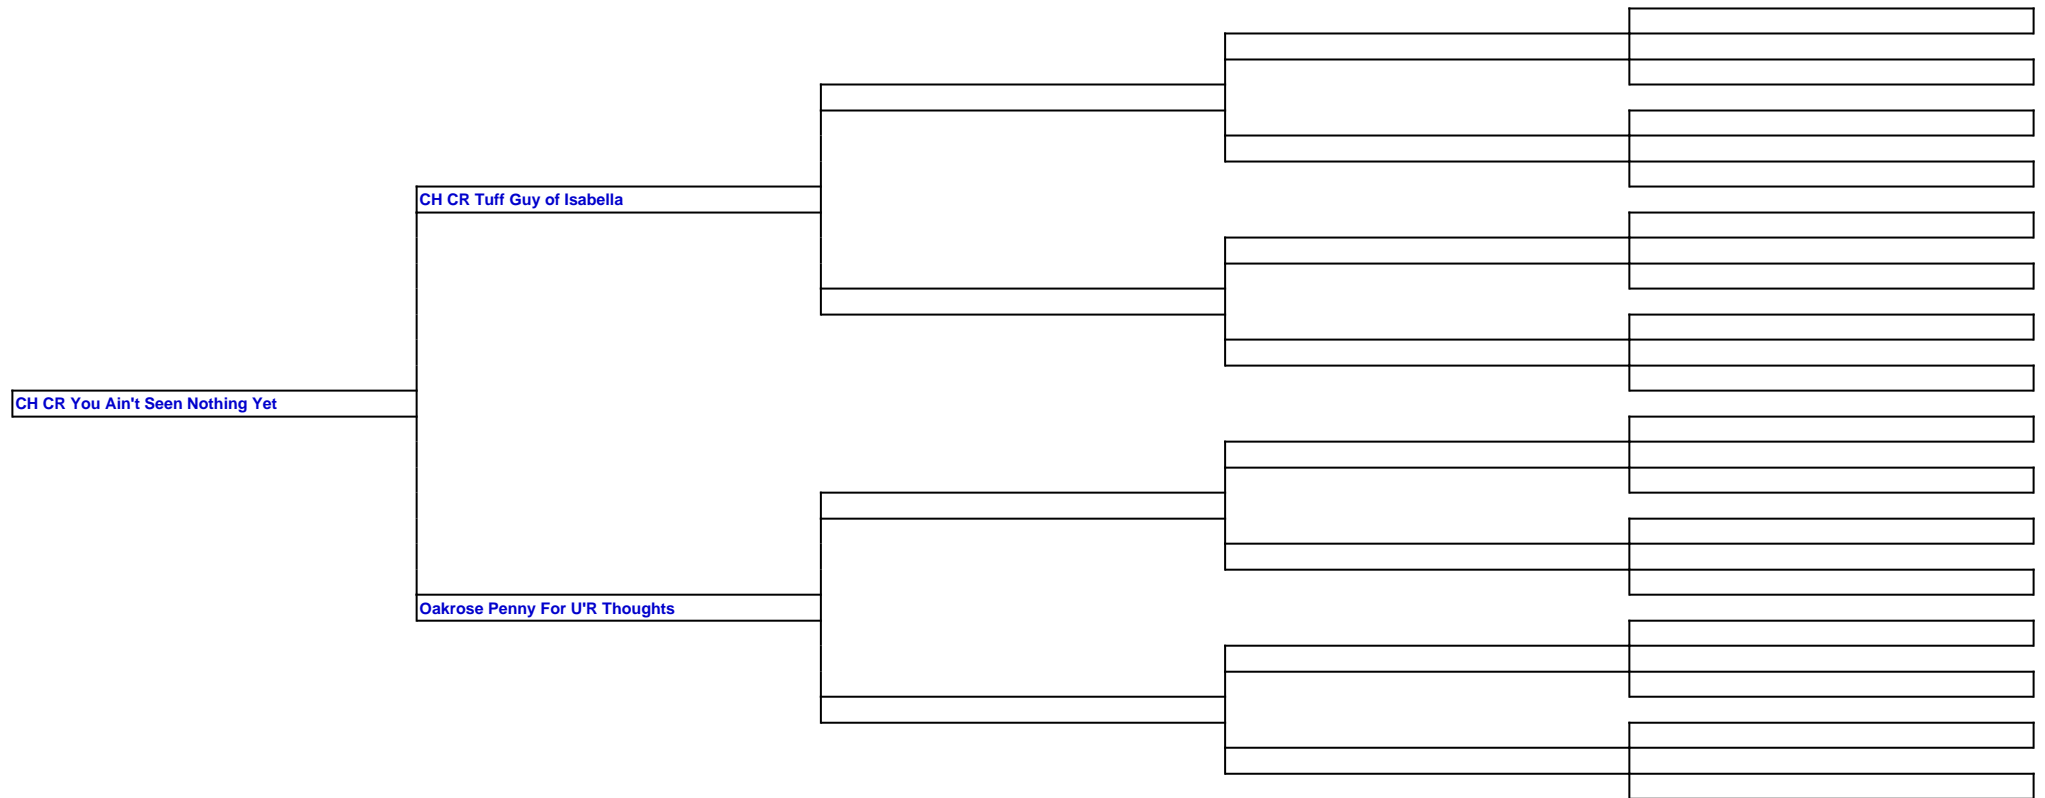 CH CR Tuff Guy of Isabella
CH CR You Ain't Seen Nothing Yet
Oakrose Penny For U'R Thoughts